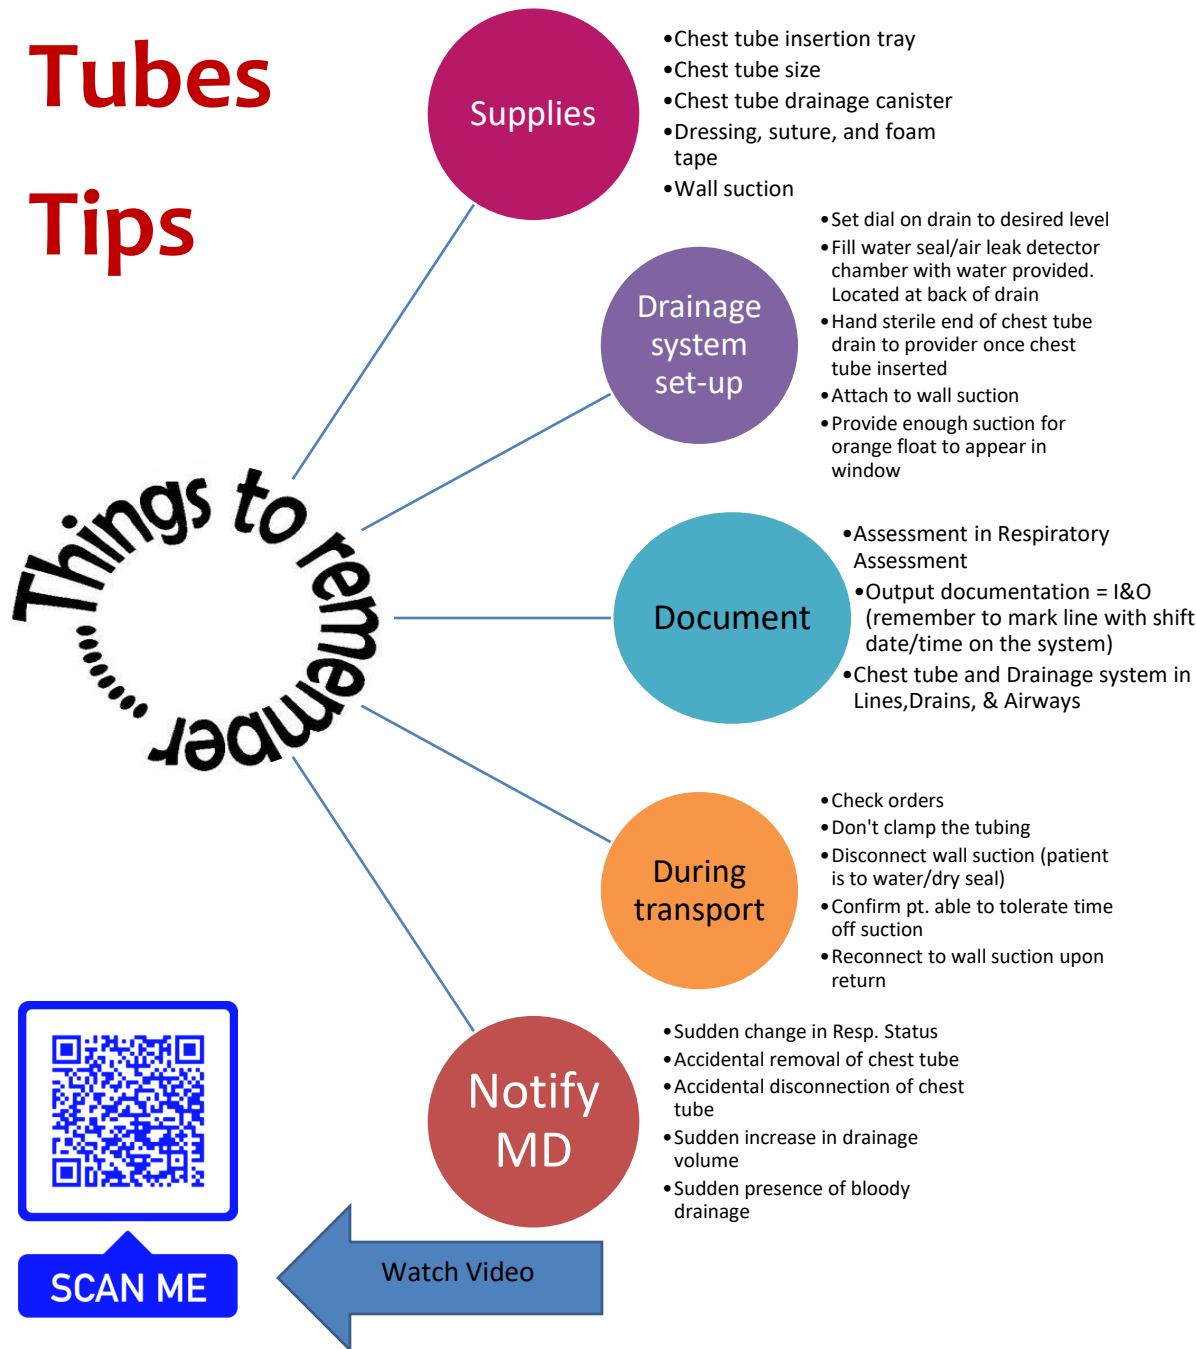 Tubes
Tips
Things to remember.......
Supplies
•Chest tube insertion tray
•Chest tube size
•Chest tube drainage canister
•Dressing, suture, and foam
tape
•Wall suction
Drainage
system
set-up
•Set dial on drain to desired level
•Fill water seal/air leak detector
chamber with water provided.
Located at back of drain
•Hand sterile end of chest tube
drain to provider once chest
tube inserted
•Attach to wall suction
•Provide enough suction for
orange float to appear in
window
Document
•Assessment in Respiratory
Assessment
•Output documentation = I&O
(remember to mark line with shift
date/time on the system)
•Chest tube and Drainage system in
Lines,Drains, & Airways
During
transport
•Check orders
•Don't clamp the tubing
•Disconnect wall suction (patient
is to water/dry seal)
•Confirm pt. able to tolerate time
off suction
•Reconnect to wall suction upon
return
Notify
MD
•Sudden change in Resp. Status
•Accidental removal of chest tube
•Accidental disconnection of chest
tube
•Sudden increase in drainage
volume
•Sudden presence of bloody
drainage
Watch Video
SCAN ME